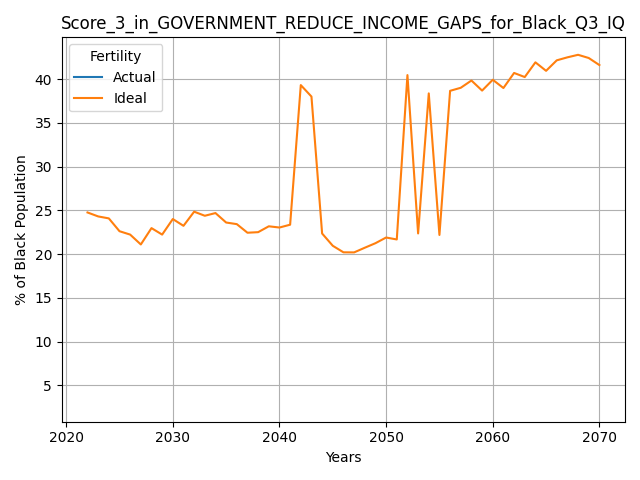 Score_3_in_GOVERNMENT_REDUCE_INCOME_GAPS_for_Black_Q3_IQ
Fertility
Actual
Ideal
40
35
30
25
20
15
10
5
% of Black Population
2020 2030 2040 2050 2060 2070
Years